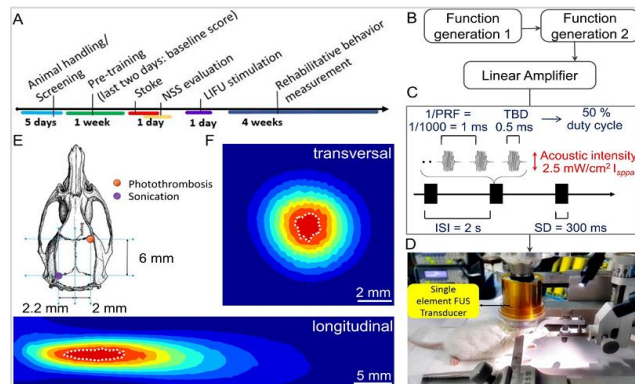 A
Animal handling/
Screening
Pre-training
(last two days: baseline score)
Stoke
NSS evaluation
LIFU stimulation
Rehabilitative behavior
measurement
5 days
1 week
1 day
1 day
4 weeks
B
Function
generation 1
Function
generation 2
Linear Amplifier
C
1/PRF =
1/1000 = 1 ms
TBD
0.5 ms
50 %
duty cycle
Acoustic intensity
2.5 mW/cm² Isppa
ISI = 2 s
SD = 300 ms
D
Single
element FUS
Transducer
E
Photothrombosis
Sonication
6 mm
2.2 mm
2 mm
F
transversal
2 mm
longitudinal
5 mm